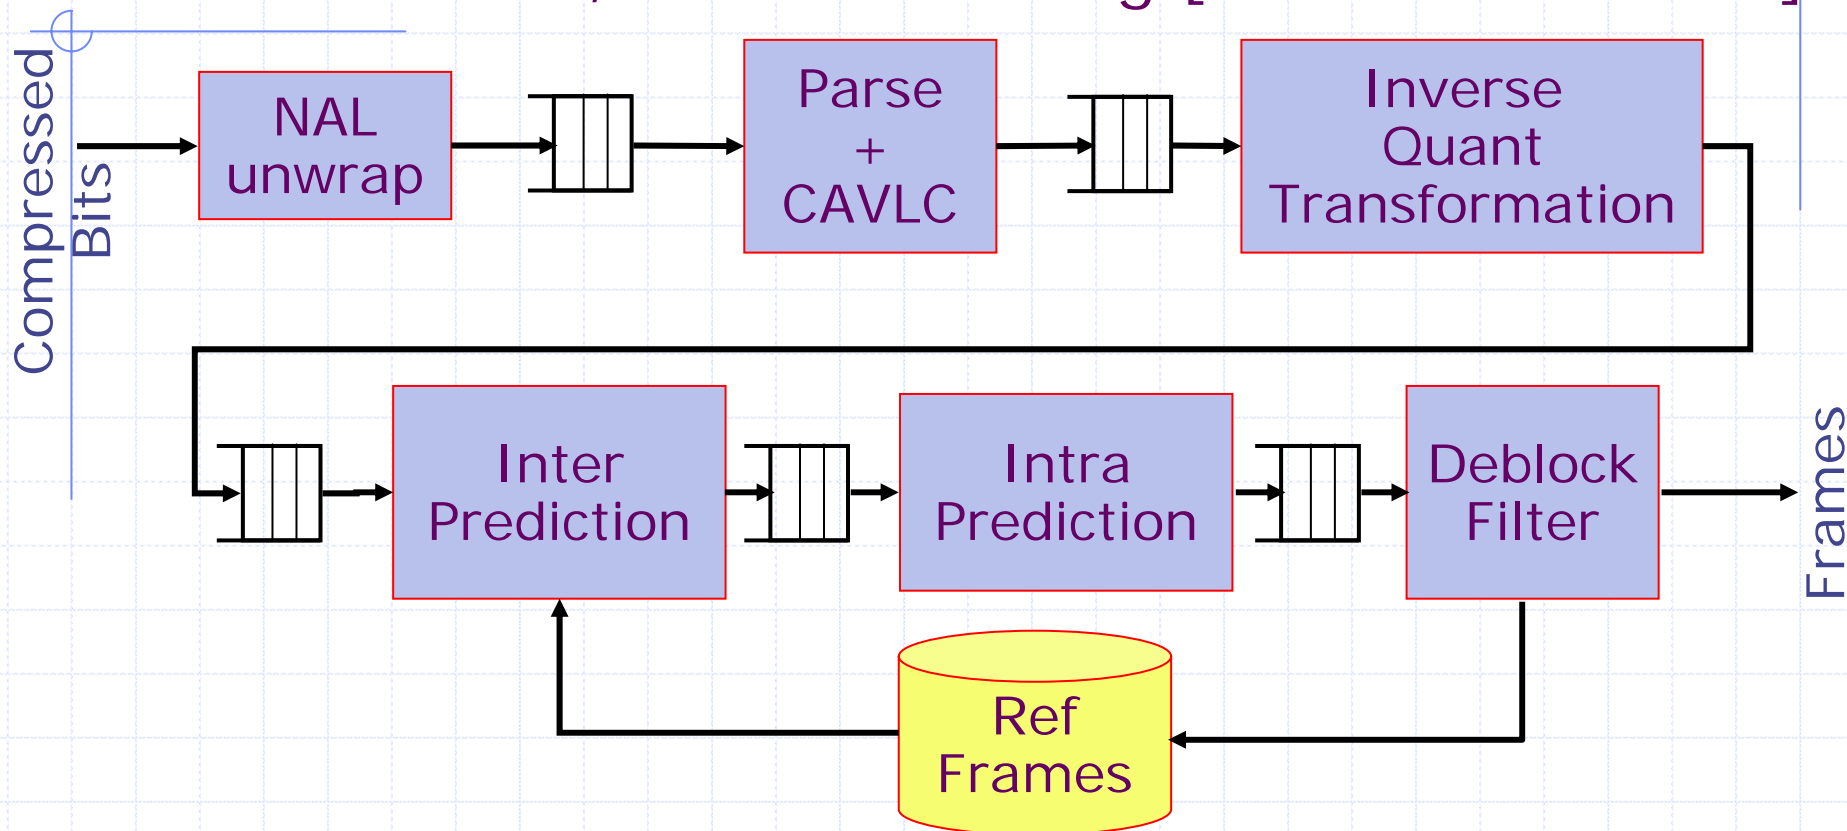 Compressed
Bits
NAL
unwrap
Parse
+
CAVLC
Inverse
Quant
Transformation
Inter
Prediction
Intra
Prediction
Deblock
Filter
Frames
Ref
Frames